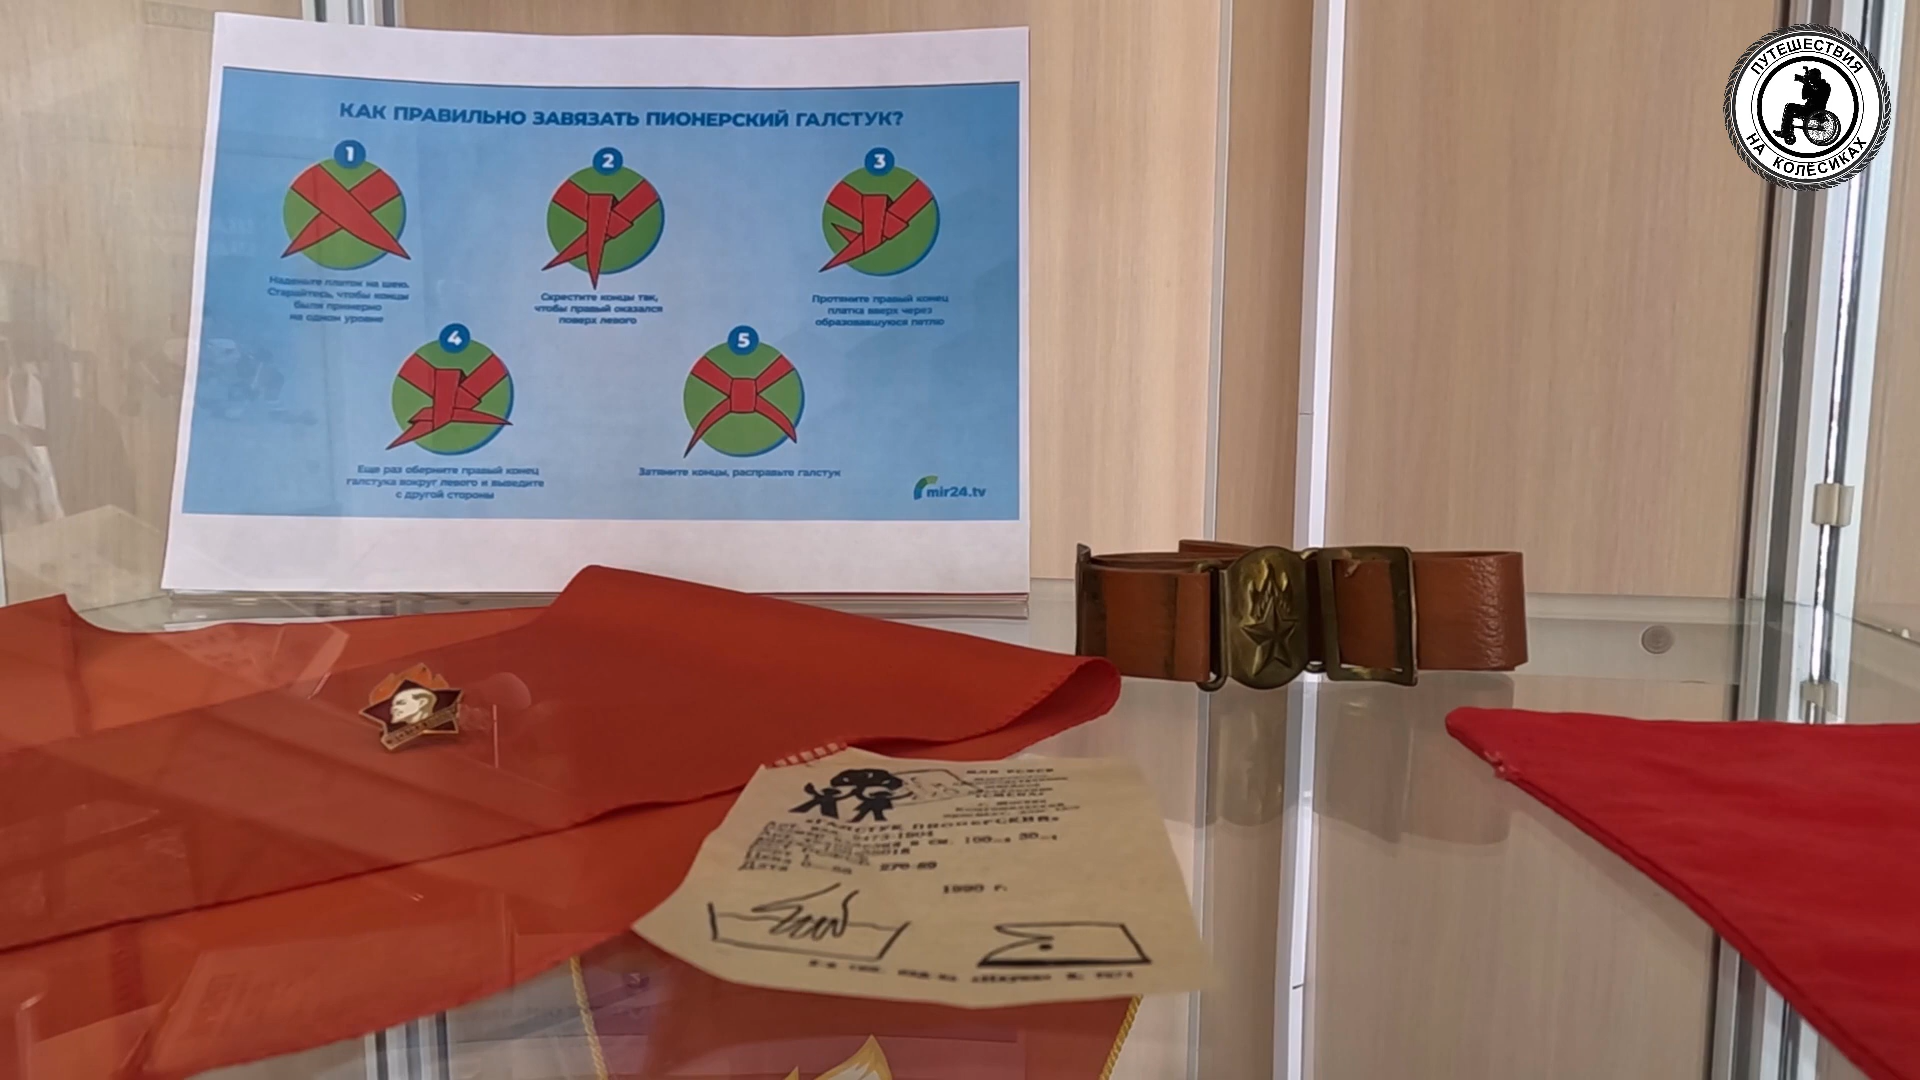 ПУТЕШЕСТВИЯ
НА КОЛЁСИКАХ
КАК ПРАВИЛЬНО ЗАВЯЗАТЬ ПИОНЕРСКИЙ ГАЛСТУК?
1
2
3
Наденьте платок на шею.
Старайтесь, чтобы концы
были примерно
на одном уровне
Скрестите концы так,
чтобы правый оказался
поверх левого
Протяните правый конец
платка вверх через
образовавшуюся петлю
4
5
Еще раз оберните правый конец
галстука вокруг левого и выведите
с другой стороны
Затяните концы, расправьте галстук
mir24.tv
«ГАЛСТУК ПИОНЕРСКИЙ»
Цена
Дата
1990 г.